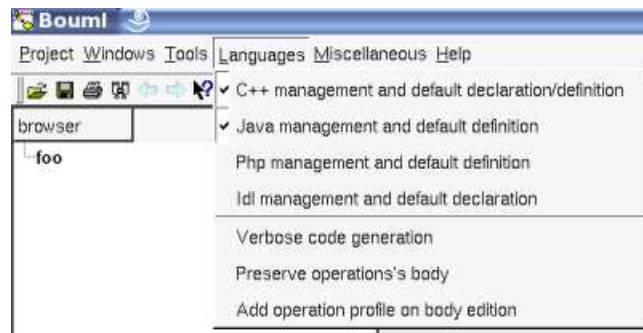 Bouml
Project Windows Tools Languages Miscellaneous Help
C++ management and default declaration/definition
browser
Java management and default definition
foo
Php management and default definition
Idl management and default declaration
Verbose code generation
Preserve operations's body
Add operation profile on body edition